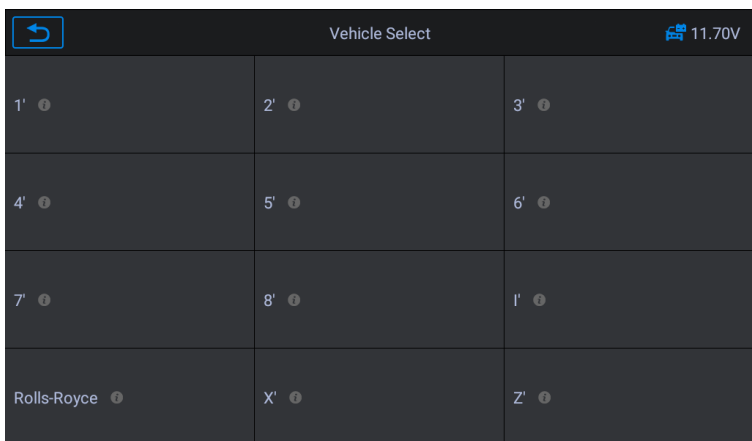 Vehicle Select 11.70V
1' 2' 3'
4' 5' 6'
7' 8' I'
Rolls-Royce X' Z'